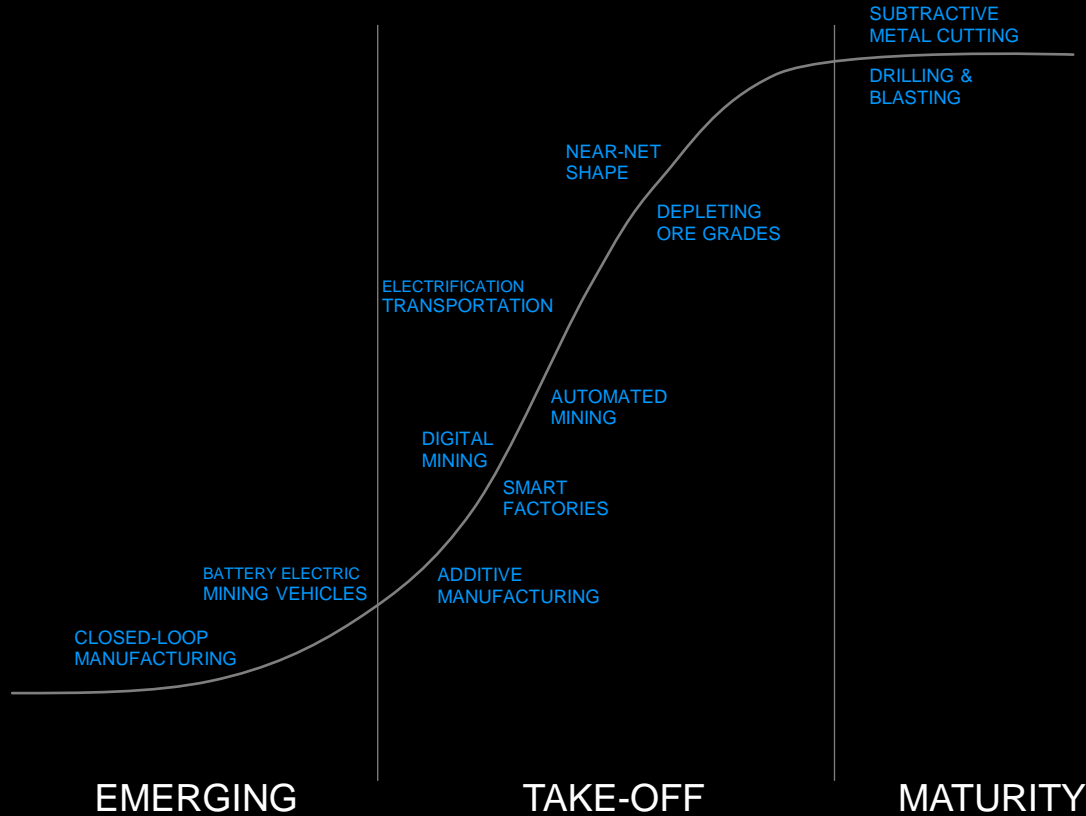 SUBTRACTIVE
METAL CUTTING
DRILLING &
BLASTING
NEAR-NET
SHAPE
DEPLETING
ORE GRADES
ELECTRIFICATION
TRANSPORTATION
AUTOMATED
MINING
DIGITAL
MINING
SMART
FACTORIES
BATTERY ELECTRIC
MINING VEHICLES
ADDITIVE
MANUFACTURING
CLOSED-LOOP
MANUFACTURING
EMERGING
TAKE-OFF
MATURITY